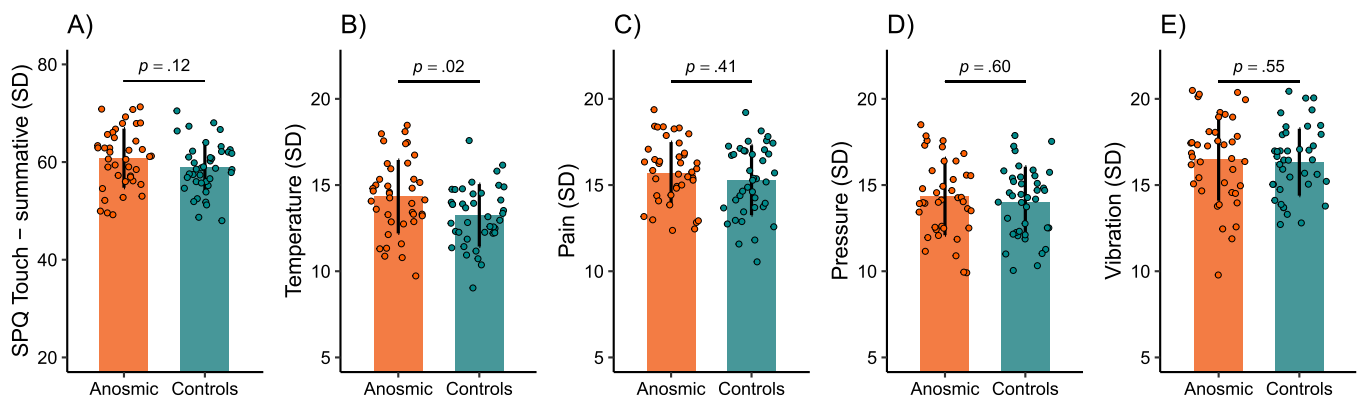 A)
SPQ Touch − summative (SD)
80
60
40
20
p = .12
Anosmic Controls
B)
Temperature (SD)
20
15
10
5
p = .02
Anosmic Controls
C)
Pain (SD)
20
15
10
5
p = .41
Anosmic Controls
D)
Pressure (SD)
20
15
10
5
p = .60
Anosmic Controls
E)
Vibration (SD)
20
15
10
5
p = .55
Anosmic Controls